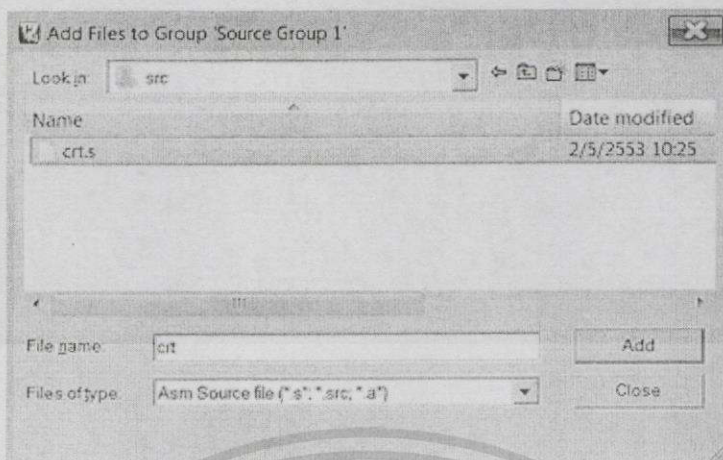 Add Files to Group 'Source Group 1'
Look in: src
Name Date modified
crt.s 2/5/2553 10:25
File name: crt Add
Files of type: Asm Source file (*.s*; *.src; *.a*) Close